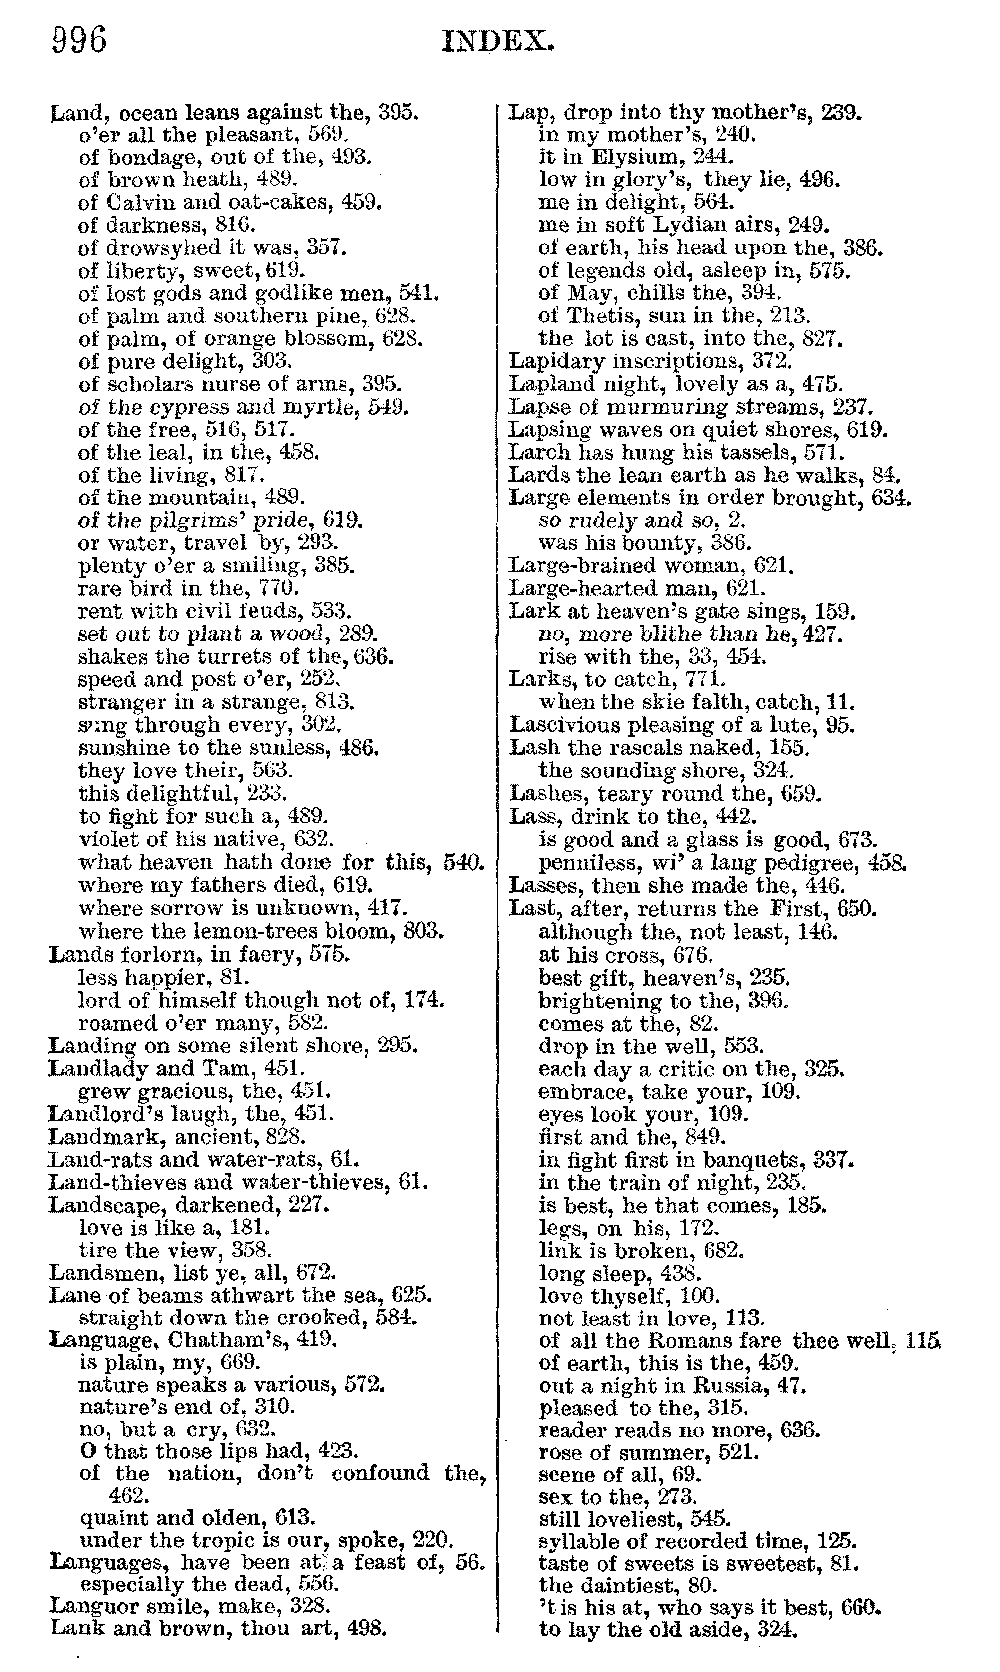 996
INDEX.
Land, ocean leans against the, 395.
o'er all the pleasant, 569.
of bondage, out of the, 493.
of brown heath, 489.
of Calvin and oat-cakes, 459.
of darkness, 816.
of drowsyhed it was, 357.
of liberty, sweet, 619.
of lost gods and godlike men, 541.
of palm and southern pine, 628.
of palm, of orange blossom, 628.
of pure delight, 303.
of scholars nurse of arms, 395.
of the cypress and myrtle, 549.
of the free, 516, 517.
of the leal, in the, 458.
of the living, 817.
of the mountain, 489.
of the pilgrims' pride, 619.
or water, travel by, 293.
plenty o'er a smiling, 385.
rare bird in the, 770.
rent with civil feuds, 533.
set out to plant a wood, 289.
shakes the turrets of the, 636.
speed and post o'er, 252.
stranger in a strange, 813.
sung through every, 302.
sunshine to the sunless, 486.
they love their, 563.
this delightful, 233.
to fight for such a, 489.
violet of his native, 632.
what heaven hath done for this, 540.
where my fathers died, 619.
where sorrow is unknown, 417.
where the lemon-trees bloom, 803.
Lands forlorn, in faery, 575.
less happier, 81.
lord of himself though not of, 174.
roamed o'er many, 582.
Landing on some silent shore, 295.
Landlady and Tam, 451.
grew gracious, the, 451.
Landlord's laugh, the, 451.
Landmark, ancient, 828.
Land-rats and water-rats, 61.
Land-thieves and water-thieves, 61.
Landscape, darkened, 227.
love is like a, 181.
tire the view, 358.
Landsmen, list ye, all, 672.
Lane of beams athwart the sea, 625.
straight down the crooked, 584.
Language, Chatham's, 419.
is plain, my, 669.
nature speaks a various, 572.
nature's end of, 310.
no, but a cry, 632.
O that those lips had, 423.
of the nation, don't confound the,
462.
quaint and olden, 613.
under the tropic is our, spoke, 220.
Languages, have been at a feast of, 56.
especially the dead, 556.
Languor smile, make, 328.
Lank and brown, thou art, 498.
Lap, drop into thy mother's, 239.
in my mother's, 240.
it in Elysium, 244.
low in glory's, they lie, 496.
me in delight, 564.
me in soft Lydian airs, 249.
of earth, his head upon the, 386.
of legends old, asleep in, 575.
of May, chills the, 394.
of Thetis, sun in the, 213.
the lot is cast, into the, 827.
Lapidary inscriptions, 372.
Lapland night, lovely as a, 475.
Lapse of murmuring streams, 237.
Lapsing waves on quiet shores, 619.
Larch has hung his tassels, 571.
Lards the lean earth as he walks, 84.
Large elements in order brought, 634.
so rudely and so, 2.
was his bounty, 386.
Large-brained woman, 621.
Large-hearted man, 621.
Lark at heaven's gate sings, 159.
no, more blithe than he, 427.
rise with the, 33, 454.
Larks, to catch, 771.
when the skie falth, catch, 11.
Lascivious pleasing of a lute, 95.
Lash the rascals naked, 155.
the sounding shore, 324.
Lashes, teary round the, 659.
Lass, drink to the, 442.
is good and a glass is good, 673.
penniless, wi' a lang pedigree, 458.
Lasses, then she made the, 446.
Last, after, returns the First, 650.
although the, not least, 146.
at his cross, 676.
best gift, heaven's, 235.
brightening to the, 396.
comes at the, 82.
drop in the well, 553.
each day a critic on the, 325.
embrace, take your, 109.
eyes look your, 109.
first and the, 849.
in fight first in banquets, 337.
in the train of night, 235.
is best, he that comes, 185.
legs, on his, 172.
link is broken, 682.
long sleep, 438.
love thyself, 100.
not least in love, 113.
of all the Romans fare thee well, 115
of earth, this is the, 459.
out a night in Russia, 47.
pleased to the, 315.
reader reads no more, 636.
rose of summer, 521.
scene of all, 69.
sex to the, 273.
still loveliest, 545.
syllable of recorded time, 125.
taste of sweets is sweetest, 81.
the daintiest, 80.
'tis his at, who says it best, 660.
to lay the old aside, 324.